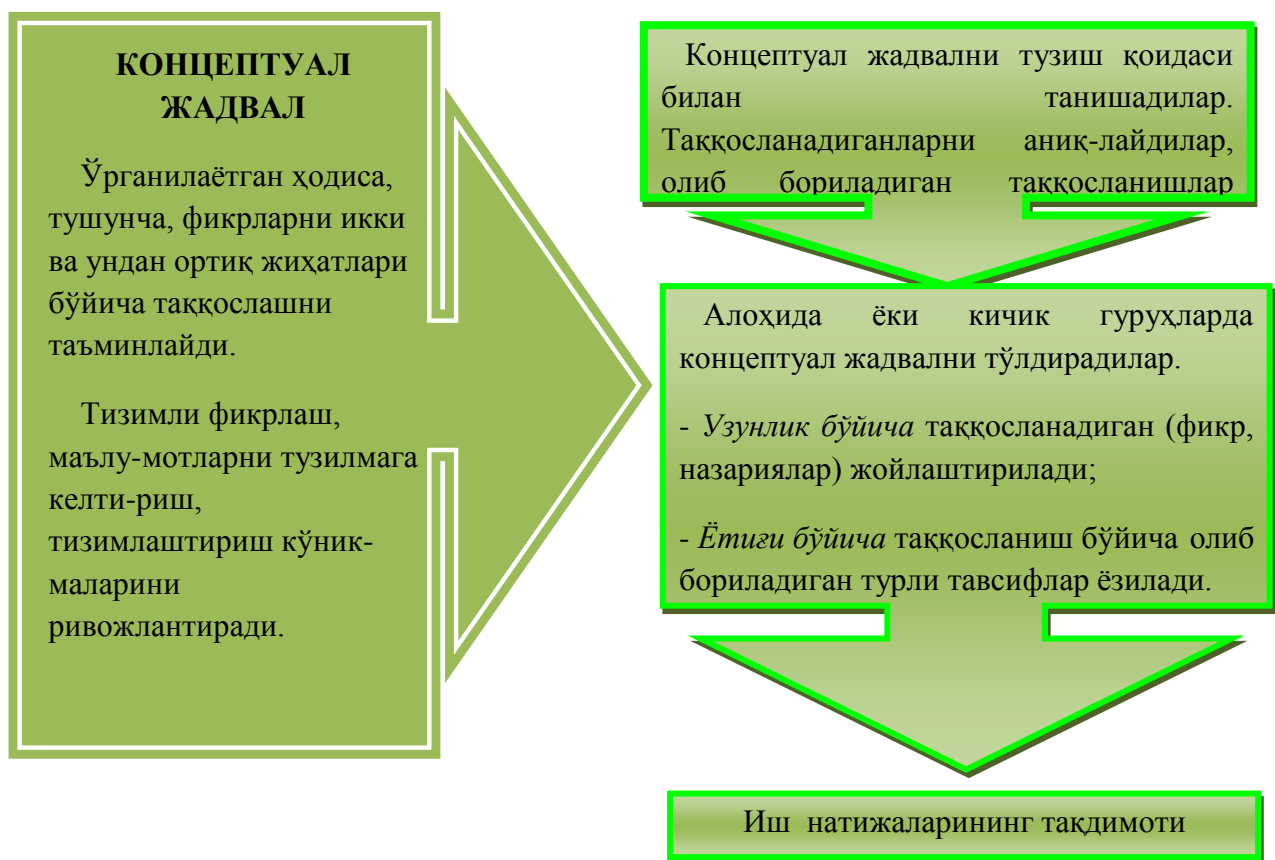 КОНЦЕПТУАЛ
ЖАДВАЛ
Ўрганилаётган ҳодиса,
тушунча, фикрларни икки
ва ундан ортиқ жиҳатлари
бўйича таққослашни
таъминлайди.
Тизимли фикрлаш,
маълу-мотларни тузилмага
келти-риш,
тизимлаштириш кўник-
маларини
ривожлантиради.
Концептуал жадвални тузиш қоидаси
билан танишадилар.
Таққосланадиганларни аниқ-лайдилар,
олиб бориладиган таққосланишлар
Алоҳида ёки кичик гуруҳларда
концептуал жадвални тўлдирадилар.
- Узунлик бўйича таққосланадиган (фикр,
назариялар) жойлаштирилади;
- Ётиғи бўйича таққосланиш бўйича олиб
бориладиган турли тавсифлар ёзилади.
Иш натижаларининг тақдимоти